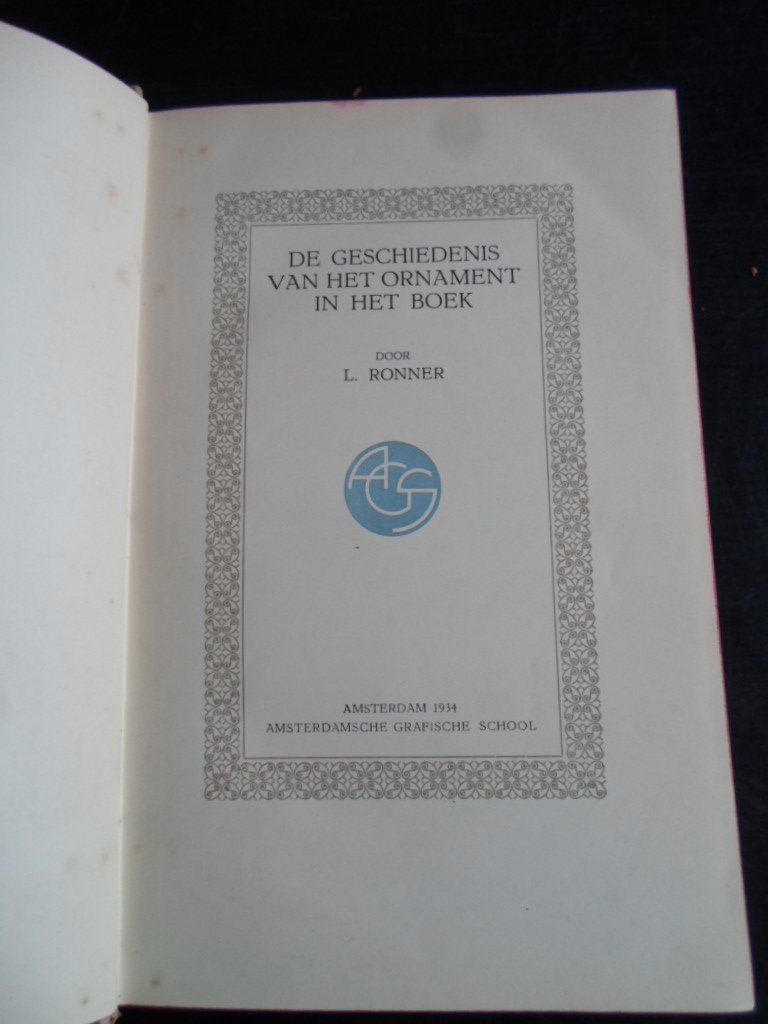 DE GESCHIEDENIS
VAN HET ORNAMENT
IN HET BOEK
DOOR
L. RONNER
AGS
AMSTERDAM 1934
AMSTERDAMSCHE GRAFISCHE SCHOOL